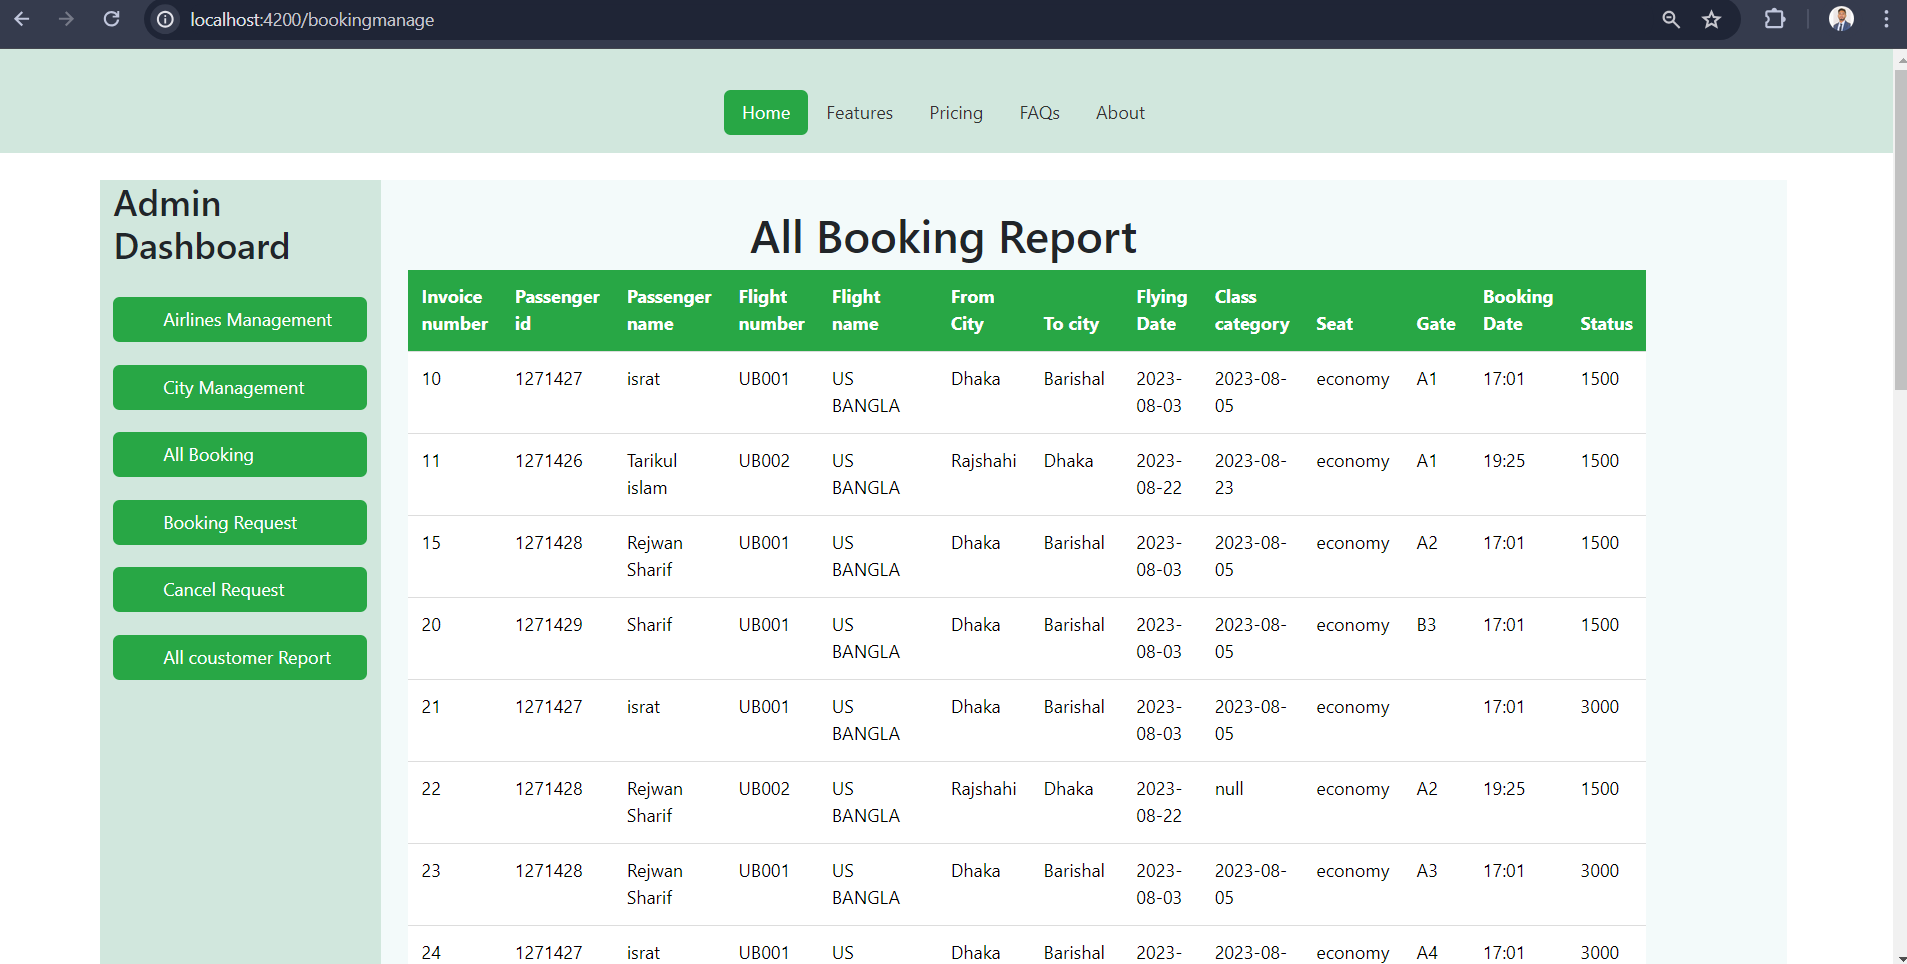 localhost:4200/bookingmanage
Home Features Pricing FAQs About
Admin
Dashboard
Airlines Management
City Management
All Booking
Booking Request
Cancel Request
All coustomer Report
All Booking Report
Invoice Passenger Passenger Flight Flight From Flying Class Booking
number id name number name City To city Date category Seat Gate Date Status
10 1271427 israt UB001 US Dhaka Barishal 2023- 2023-08- economy A1 17:01 1500
BANGLA 08-03 05
11 1271426 Tarikul UB002 US Rajshahi Dhaka 2023- 2023-08- economy A1 19:25 1500
islam BANGLA 08-22 23
15 1271428 Rejwan UB001 US Dhaka Barishal 2023- 2023-08- economy A2 17:01 1500
Sharif BANGLA 08-03 05
20 1271429 Sharif UB001 US Dhaka Barishal 2023- 2023-08- economy B3 17:01 1500
BANGLA 08-03 05
21 1271427 israt UB001 US Dhaka Barishal 2023- 2023-08- economy 17:01 3000
BANGLA 08-03 05
22 1271428 Rejwan UB002 US Rajshahi Dhaka 2023- null economy A2 19:25 1500
Sharif BANGLA 08-22
23 1271428 Rejwan UB001 US Dhaka Barishal 2023- 2023-08- economy A3 17:01 3000
Sharif BANGLA 08-03 05
24 1271427 israt UB001 US Dhaka Barishal 2023- 2023-08- economy A4 17:01 3000